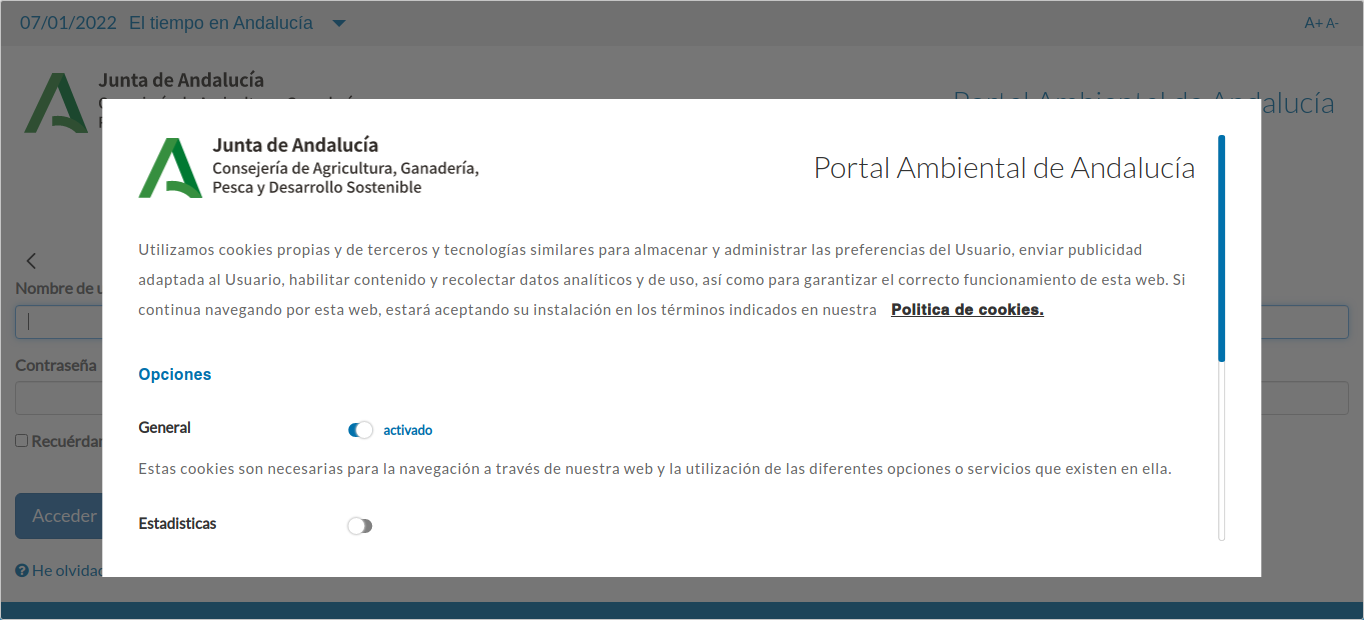 07/01/2022 El tiempo en Andalucía
A+ A-
Junta de Andalucía
Portal Ambiental de Andalucía
Junta de Andalucía
Consejería de Agricultura, Ganadería,
Pesca y Desarrollo Sostenible
Portal Ambiental de Andalucía
Utilizamos cookies propias y de terceros y tecnologías similares para almacenar y administrar las preferencias del Usuario, enviar publicidad
adaptada al Usuario, habilitar contenido y recolectar datos analíticos y de uso, así como para garantizar el correcto funcionamiento de esta web. Si
continua navegando por esta web, estará aceptando su instalación en los términos indicados en nuestra Politica de cookies.
Opciones
General activado
Estas cookies son necesarias para la navegación a través de nuestra web y la utilización de las diferentes opciones o servicios que existen en ella.
Estadisticas
Nombre de u
Contraseña
Recuérdar
Acceder
He olvidad